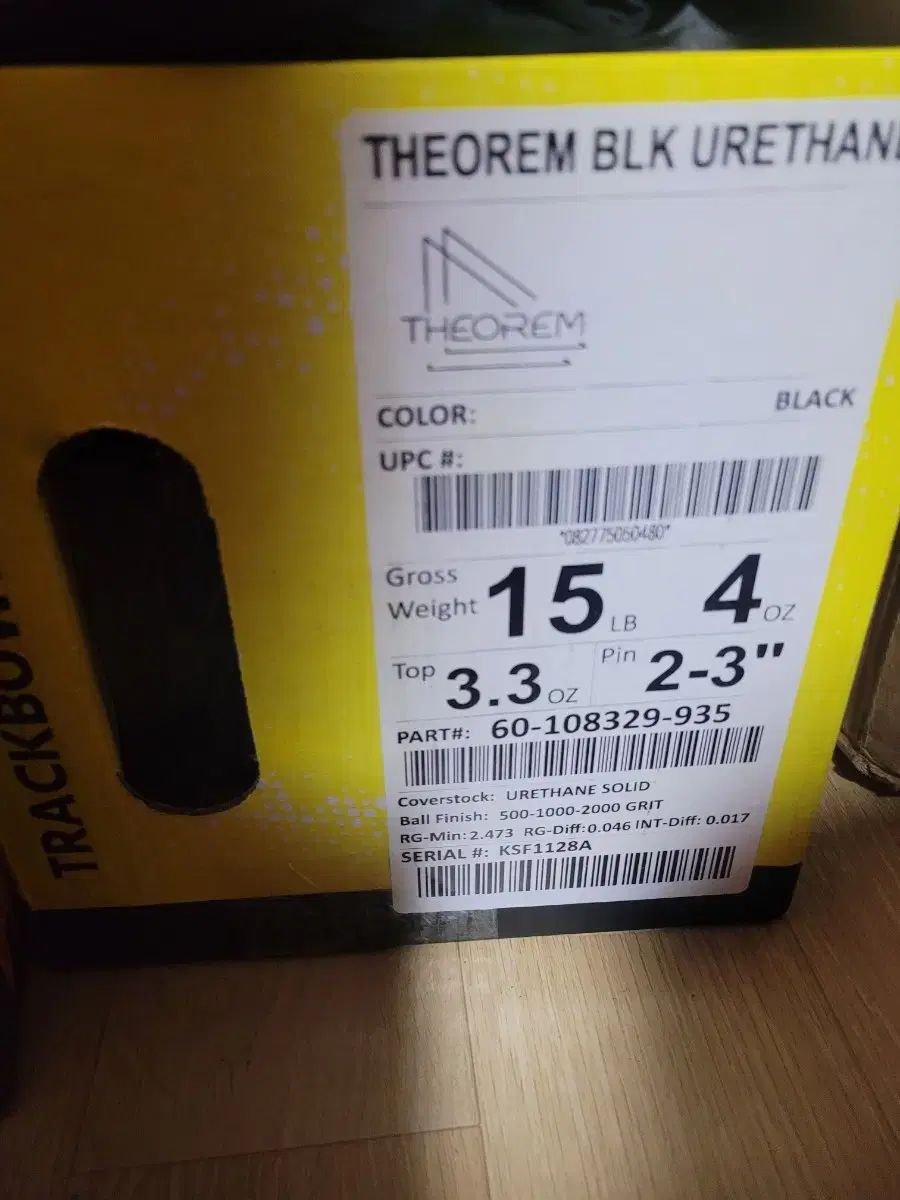 THEOREM BLK URETHAN
THEOREM
COLOR: BLACK
UPC #:
*082775050480*
Gross Weight 15 LB 4 OZ
Top 3.3 OZ Pin 2-3"
PART#: 60-108329-935
Coverstock: URETHANE SOLID
Ball Finish: 500-1000-2000 GRIT
RG-Min: 2.473 RG-Diff: 0.046 INT-Diff: 0.017
SERIAL #: KSF1128A